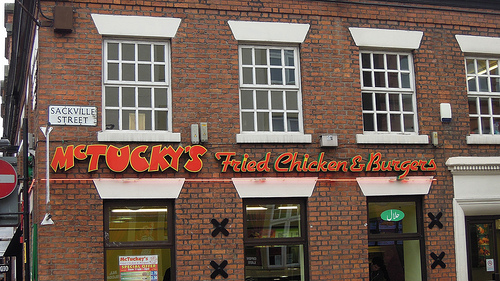 SACKVILLE
STREET
McTUCKY'S Fried Chicken & Burgers
حلال
McTucky's